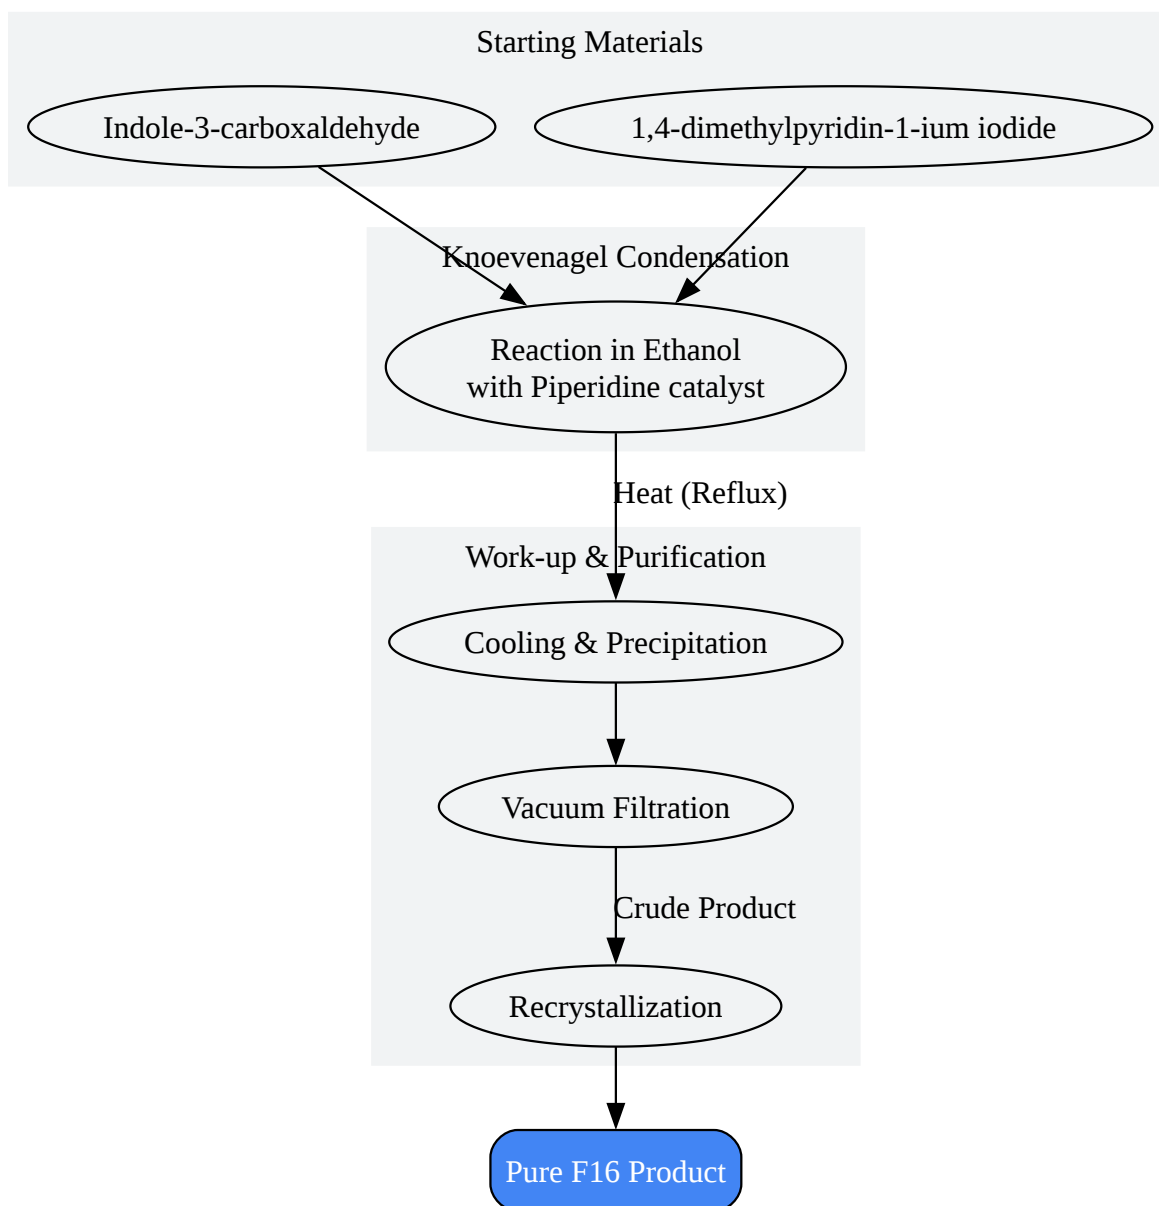 Starting Materials
Indole-3-carboxaldehyde
1,4-dimethylpyridin-1-ium iodide
Knoevenagel Condensation
Reaction in Ethanol
with Piperidine catalyst
Heat (Reflux)
Work-up & Purification
Cooling & Precipitation
Vacuum Filtration
Crude Product
Recrystallization
Pure F16 Product